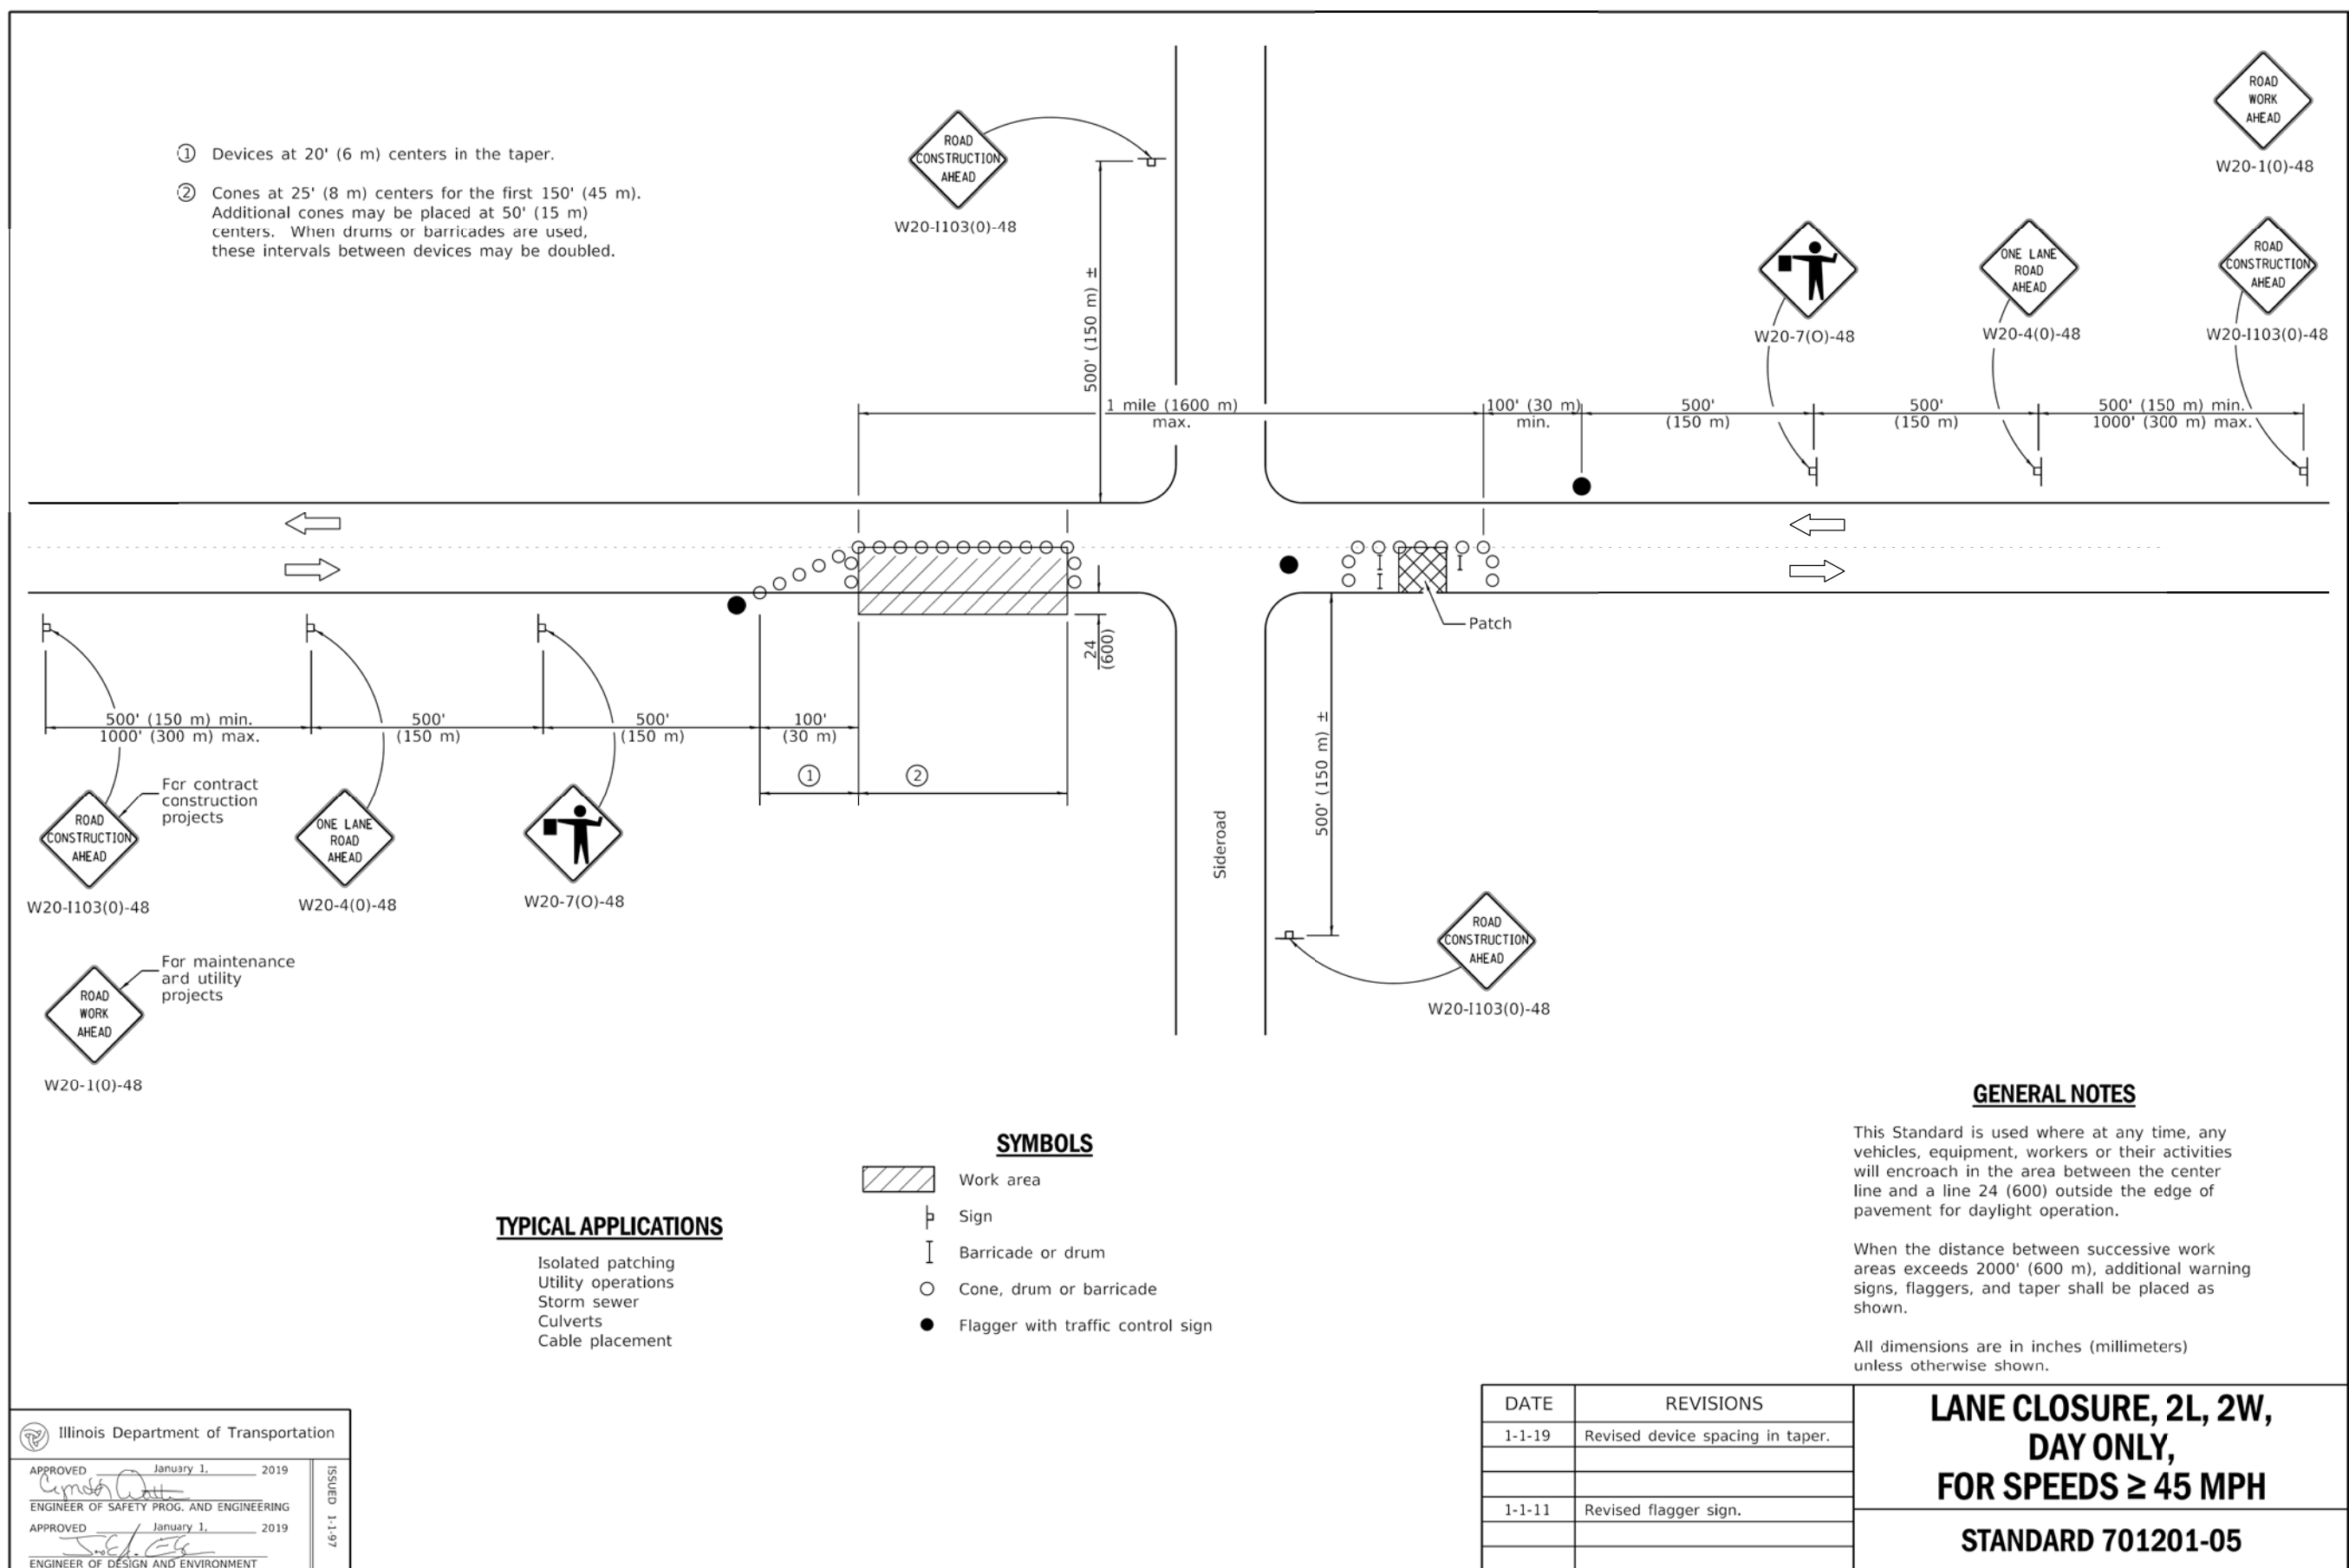 ROAD
WORK
AHEAD
W20-1(0)-48
① Devices at 20' (6 m) centers in the taper.
② Cones at 25' (8 m) centers for the first 150' (45 m).
Additional cones may be placed at 50' (15 m)
centers. When drums or barricades are used,
these intervals between devices may be doubled.
ROAD
CONSTRUCTION
AHEAD
W20-I103(0)-48
500' (150 m) ±
W20-7(O)-48
ONE LANE
ROAD
AHEAD
W20-4(0)-48
ROAD
CONSTRUCTION
AHEAD
W20-I103(0)-48
1 mile (1600 m)
max.
100' (30 m)
min.
500'
(150 m)
500'
(150 m)
500' (150 m) min.
1000' (300 m) max.
Patch
24
(600)
500' (150 m) min.
1000' (300 m) max.
500'
(150 m)
500'
(150 m)
100'
(30 m)
①
②
500' (150 m) ±
Sideroad
For contract
construction
projects
ROAD
CONSTRUCTION
AHEAD
W20-I103(0)-48
ONE LANE
ROAD
AHEAD
W20-4(0)-48
W20-7(O)-48
ROAD
CONSTRUCTION
AHEAD
W20-I103(0)-48
For maintenance
and utility
projects
ROAD
WORK
AHEAD
W20-1(0)-48
TYPICAL APPLICATIONS
Isolated patching
Utility operations
Storm sewer
Culverts
Cable placement
SYMBOLS
Work area
Sign
Barricade or drum
Cone, drum or barricade
Flagger with traffic control sign
GENERAL NOTES
This Standard is used where at any time, any
vehicles, equipment, workers or their activities
will encroach in the area between the center
line and a line 24 (600) outside the edge of
pavement for daylight operation.
When the distance between successive work
areas exceeds 2000' (600 m), additional warning
signs, flaggers, and taper shall be placed as
shown.
All dimensions are in inches (millimeters)
unless otherwise shown.
Illinois Department of Transportation
APPROVED January 1, 2019
ENGINEER OF SAFETY PROG. AND ENGINEERING
APPROVED January 1, 2019
ENGINEER OF DESIGN AND ENVIRONMENT
ISSUED 1-1-97
DATE REVISIONS
1-1-19 Revised device spacing in taper.
1-1-11 Revised flagger sign.
LANE CLOSURE, 2L, 2W,
DAY ONLY,
FOR SPEEDS ≥ 45 MPH
STANDARD 701201-05